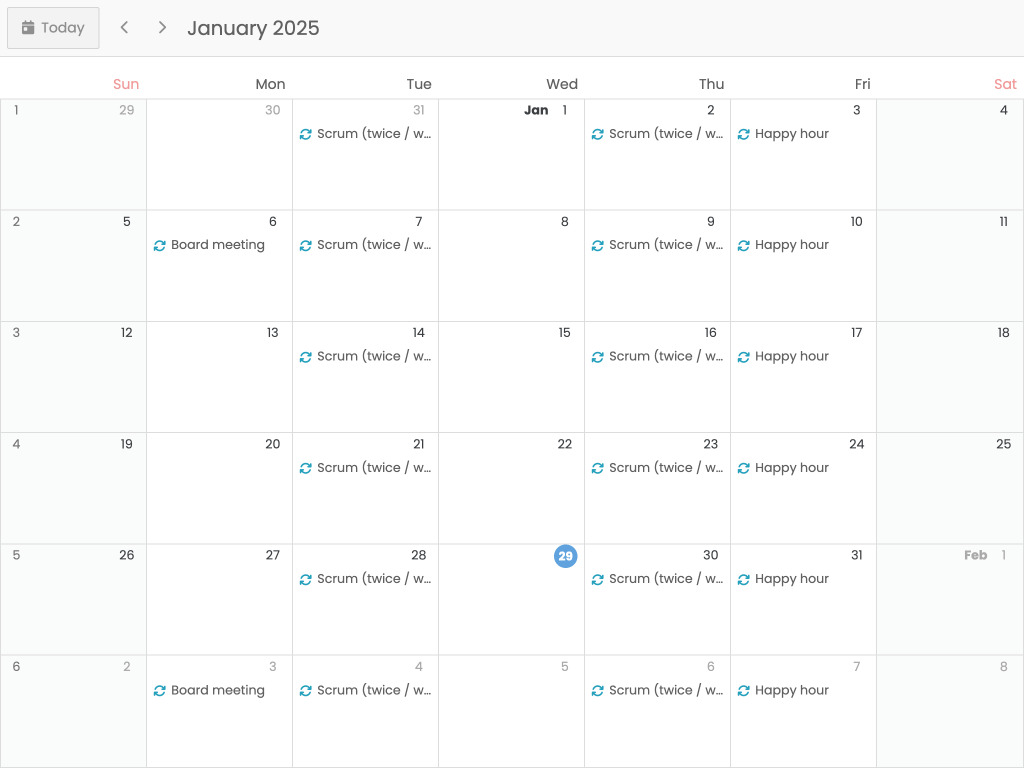 Today January 2025
Sun Mon Tue Wed Thu Fri Sat
1 29 30 31 Jan 1 2 3 4
Scrum (twice / w… Scrum (twice / w… Happy hour
2 5 6 7 8 9 10 11
Board meeting Scrum (twice / w… Scrum (twice / w… Happy hour
3 12 13 14 15 16 17 18
Scrum (twice / w… Scrum (twice / w… Happy hour
4 19 20 21 22 23 24 25
Scrum (twice / w… Scrum (twice / w… Happy hour
5 26 27 28 29 30 31 Feb 1
Scrum (twice / w… Scrum (twice / w… Happy hour
6 2 3 4 5 6 7 8
Board meeting Scrum (twice / w… Scrum (twice / w… Happy hour